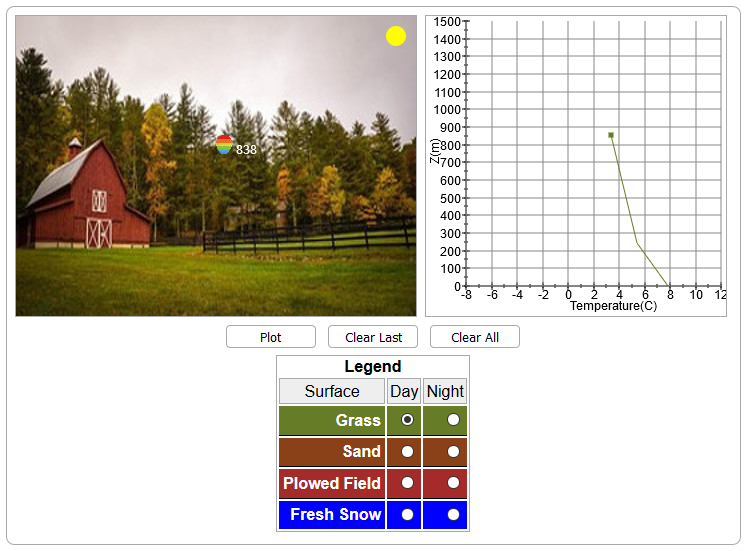 838
1500
1400
1300
1200
1100
1000
900
800
700
600
500
400
300
200
100
0
Z(m)
-8 -6 -4 -2 0 2 4 6 8 10 12
Temperature(C)
Plot Clear Last Clear All
Legend
Surface Day Night
Grass
Sand
Plowed Field
Fresh Snow